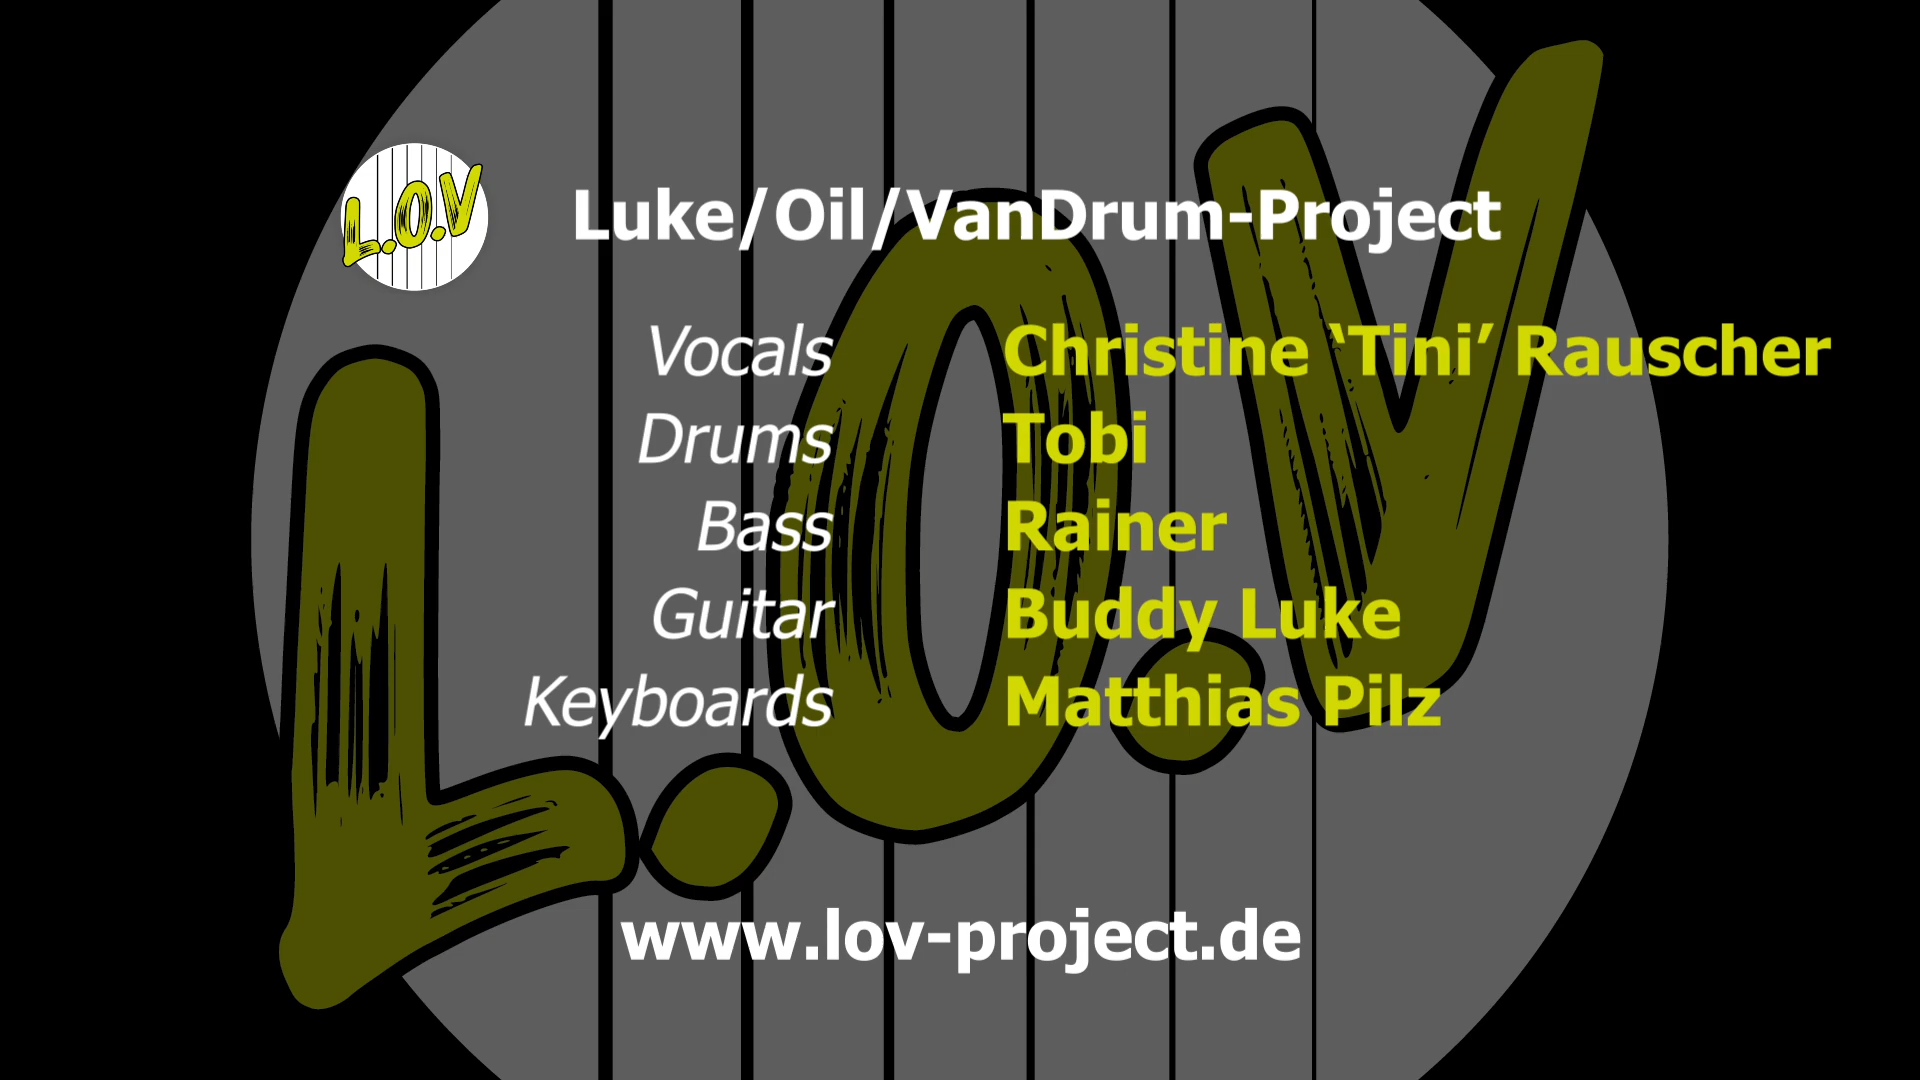 L.O.V
Luke/Oil/VanDrum-Project
Vocals Christine ‘Tini’ Rauscher
Drums Tobi
Bass Rainer
Guitar Buddy Luke
Keyboards Matthias Pilz
www.lov-project.de
L.O.V